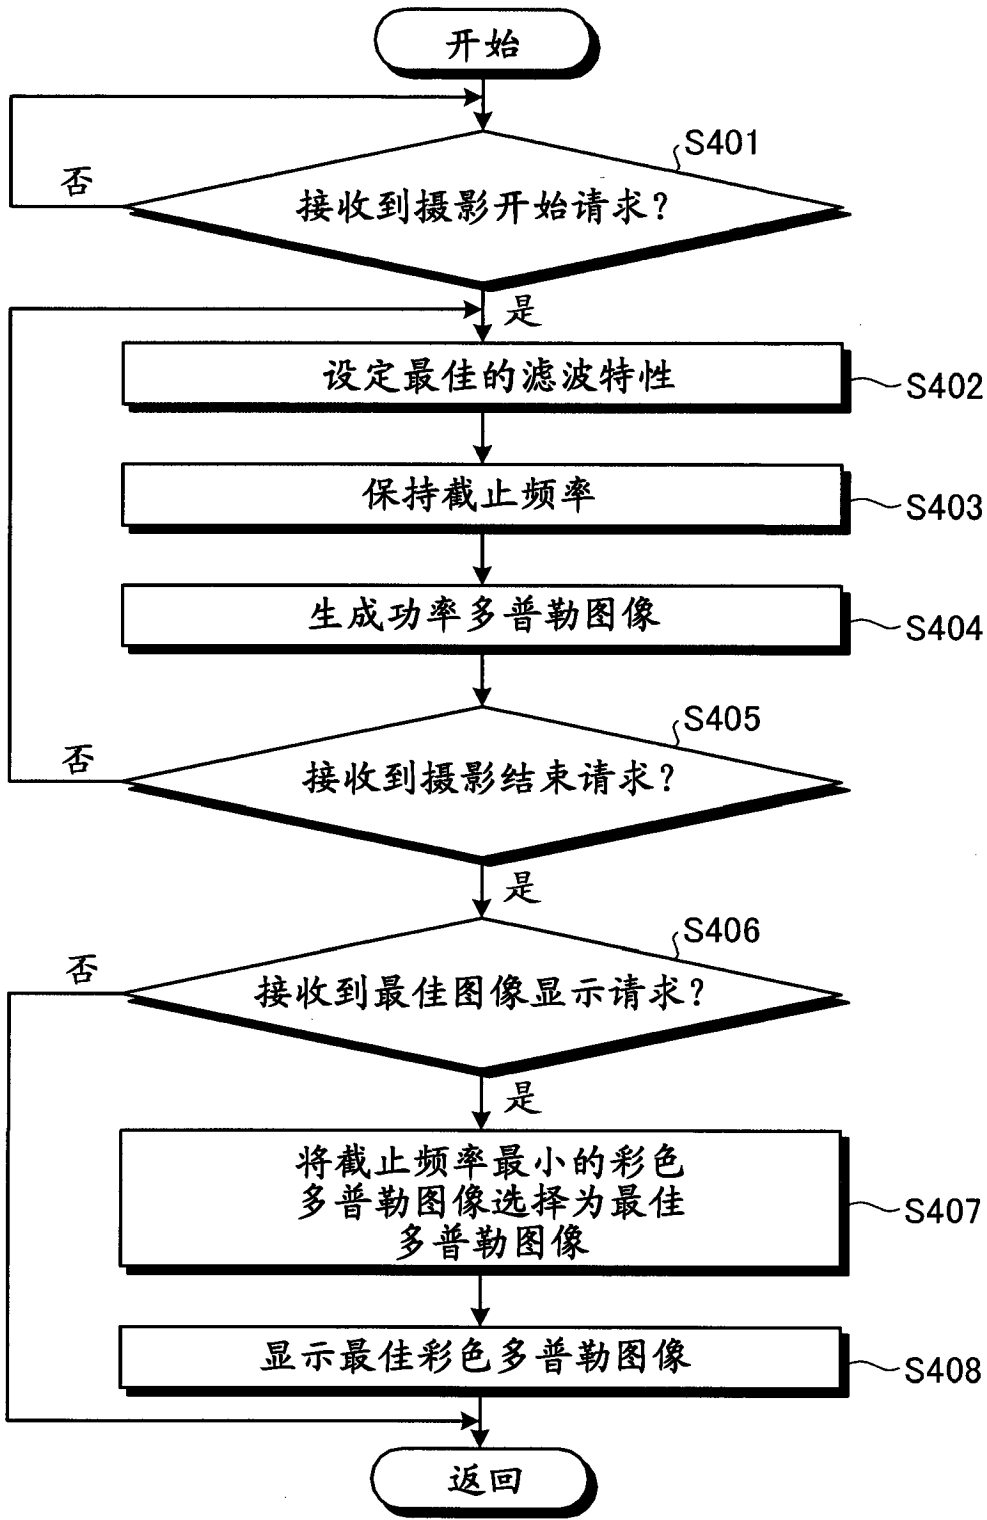 开始
S401
否
接收到摄影开始请求?
是
设定最佳的滤波特性
S402
保持截止频率
S403
生成功率多普勒图像
S404
S405
否
接收到摄影结束请求?
是
S406
否
接收到最佳图像显示请求?
是
将截止频率最小的彩色
多普勒图像选择为最佳
多普勒图像
S407
显示最佳彩色多普勒图像
S408
返回